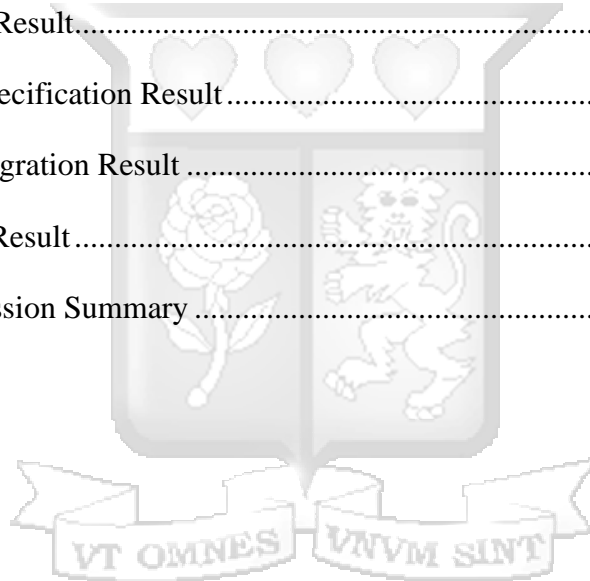 Result
ecification Result
gration Result
Result
ssion Summary
VT OMNES VNVM SINT